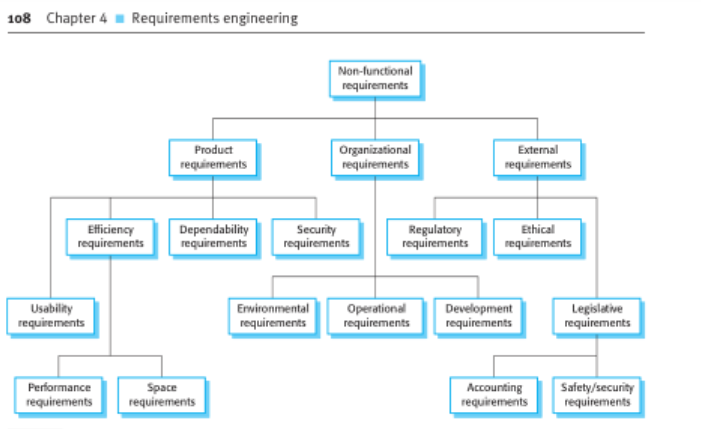 108 Chapter 4 ■ Requirements engineering
Non-functional
requirements
Product
requirements
Organizational
requirements
External
requirements
Efficiency
requirements
Dependability
requirements
Security
requirements
Regulatory
requirements
Ethical
requirements
Usability
requirements
Environmental
requirements
Operational
requirements
Development
requirements
Legislative
requirements
Performance
requirements
Space
requirements
Accounting
requirements
Safety/security
requirements